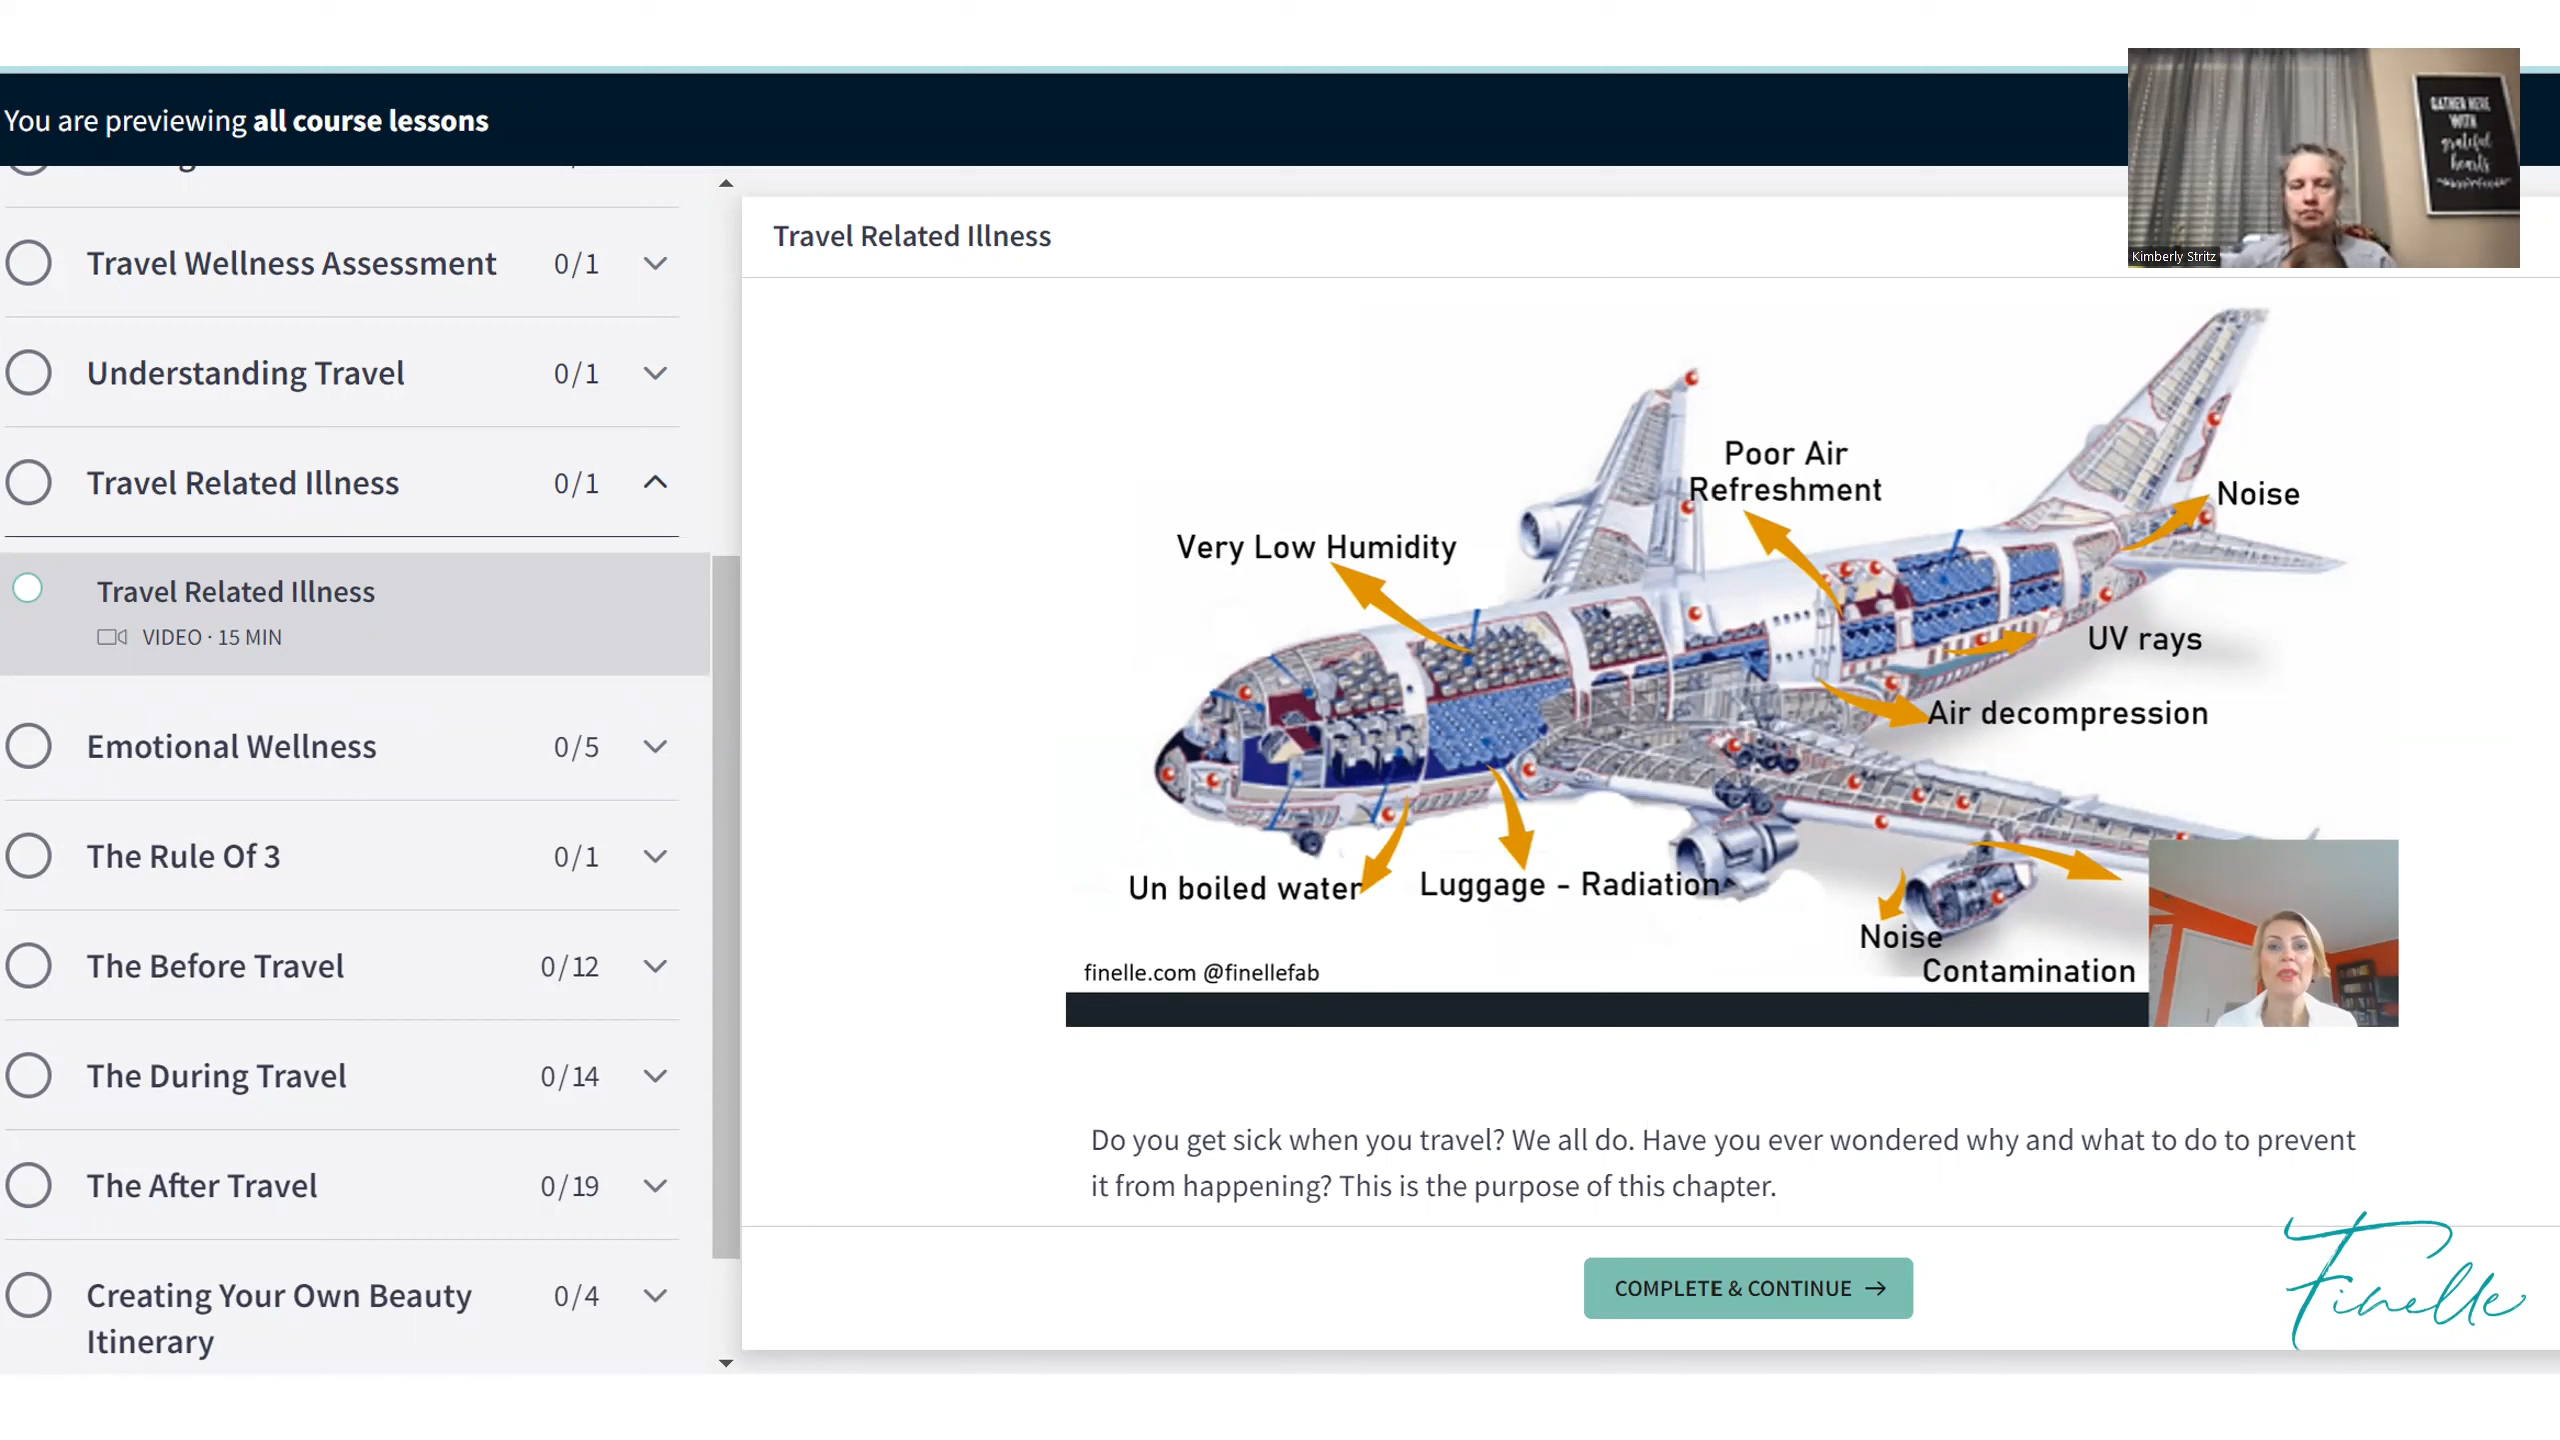 You are previewing all course lessons
Travel Wellness Assessment 0/1
Understanding Travel 0/1
Travel Related Illness 0/1
Travel Related Illness
VIDEO · 15 MIN
Emotional Wellness 0/5
The Rule Of 3 0/1
The Before Travel 0/12
The During Travel 0/14
The After Travel 0/19
Creating Your Own Beauty 0/4
Itinerary
Travel Related Illness
GATHER HERE
WITH
grateful
hearts
Kimberly Stritz
Poor Air
Refreshment
Noise
Very Low Humidity
UV rays
Air decompression
Un boiled water
Luggage - Radiation
Noise
Contamination
finelle.com @finellefab
Do you get sick when you travel? We all do. Have you ever wondered why and what to do to prevent
it from happening? This is the purpose of this chapter.
COMPLETE & CONTINUE →
Finelle